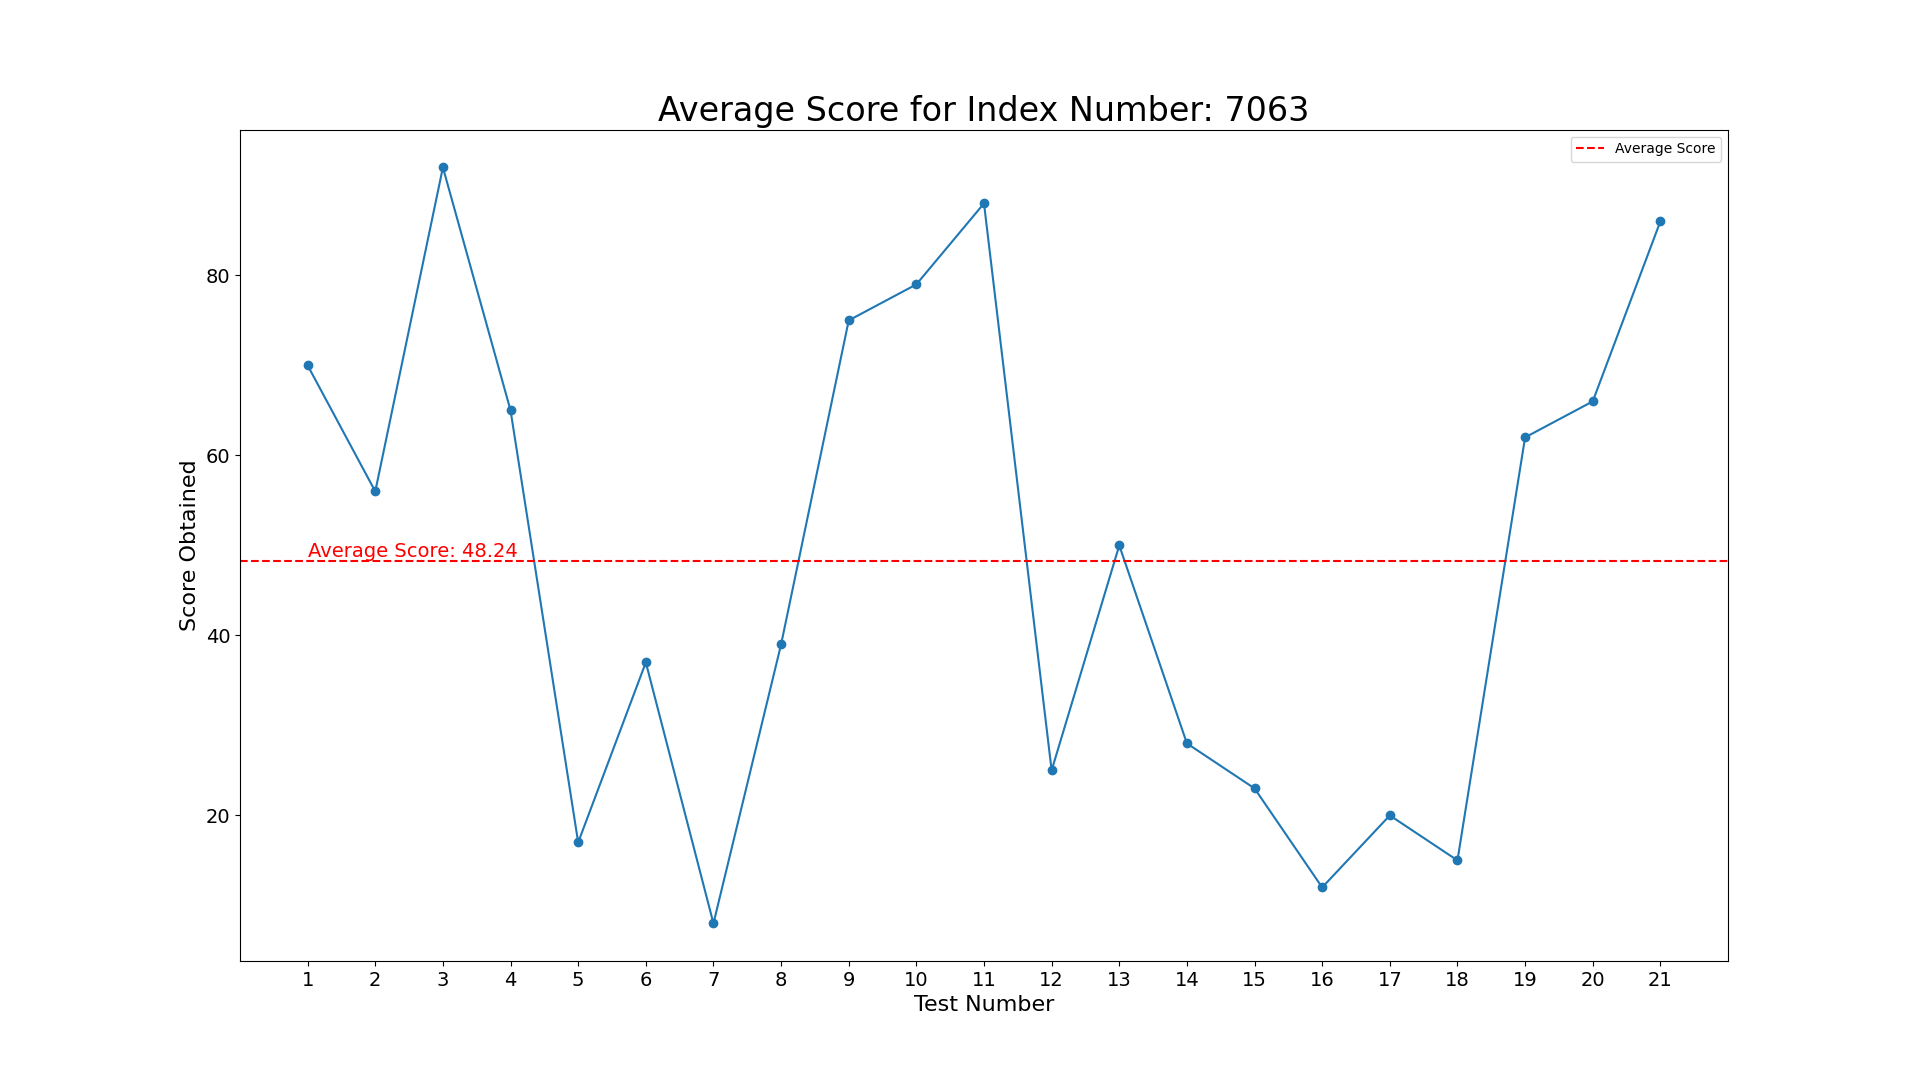 Average Score for Index Number: 7063
Average Score
Score Obtained
80
60
40
20
Average Score: 48.24
1 2 3 4 5 6 7 8 9 10 11 12 13 14 15 16 17 18 19 20 21
Test Number